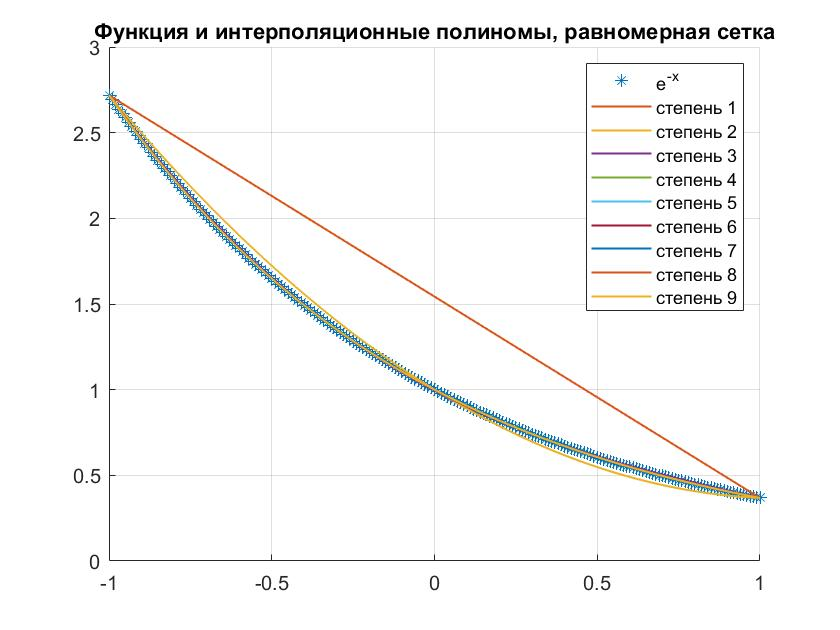 Функция и интерполяционные полиномы, равномерная сетка
3
2.5
2
1.5
1
0.5
0
-1
-0.5
0
0.5
1
e^-x
степень 1
степень 2
степень 3
степень 4
степень 5
степень 6
степень 7
степень 8
степень 9